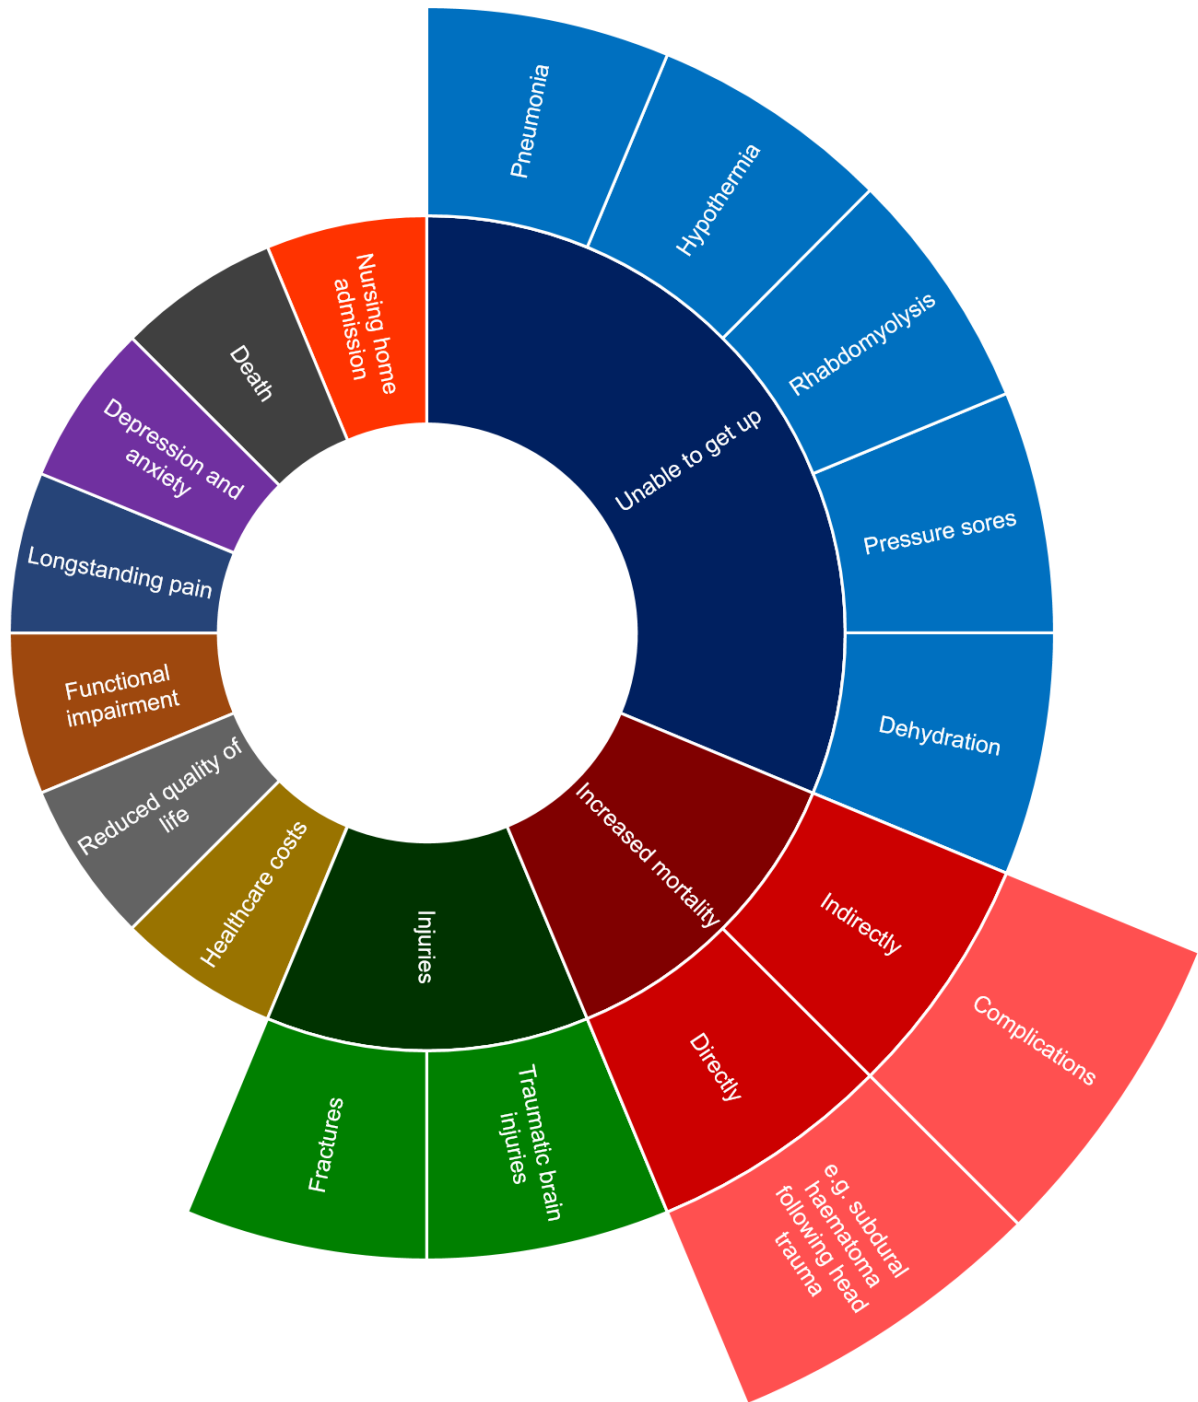 Pneumonia
Hypothermia
Rhabdomyolysis
Pressure sores
Dehydration
Unable to get up
Increased mortality
Indirectly
Complications
Directly
e.g. subdural
haematoma
following head
trauma
Injuries
Traumatic brain
injuries
Fractures
Healthcare costs
Reduced quality of
life
Functional
impairment
Longstanding pain
Depression and
anxiety
Death
Nursing home
admission